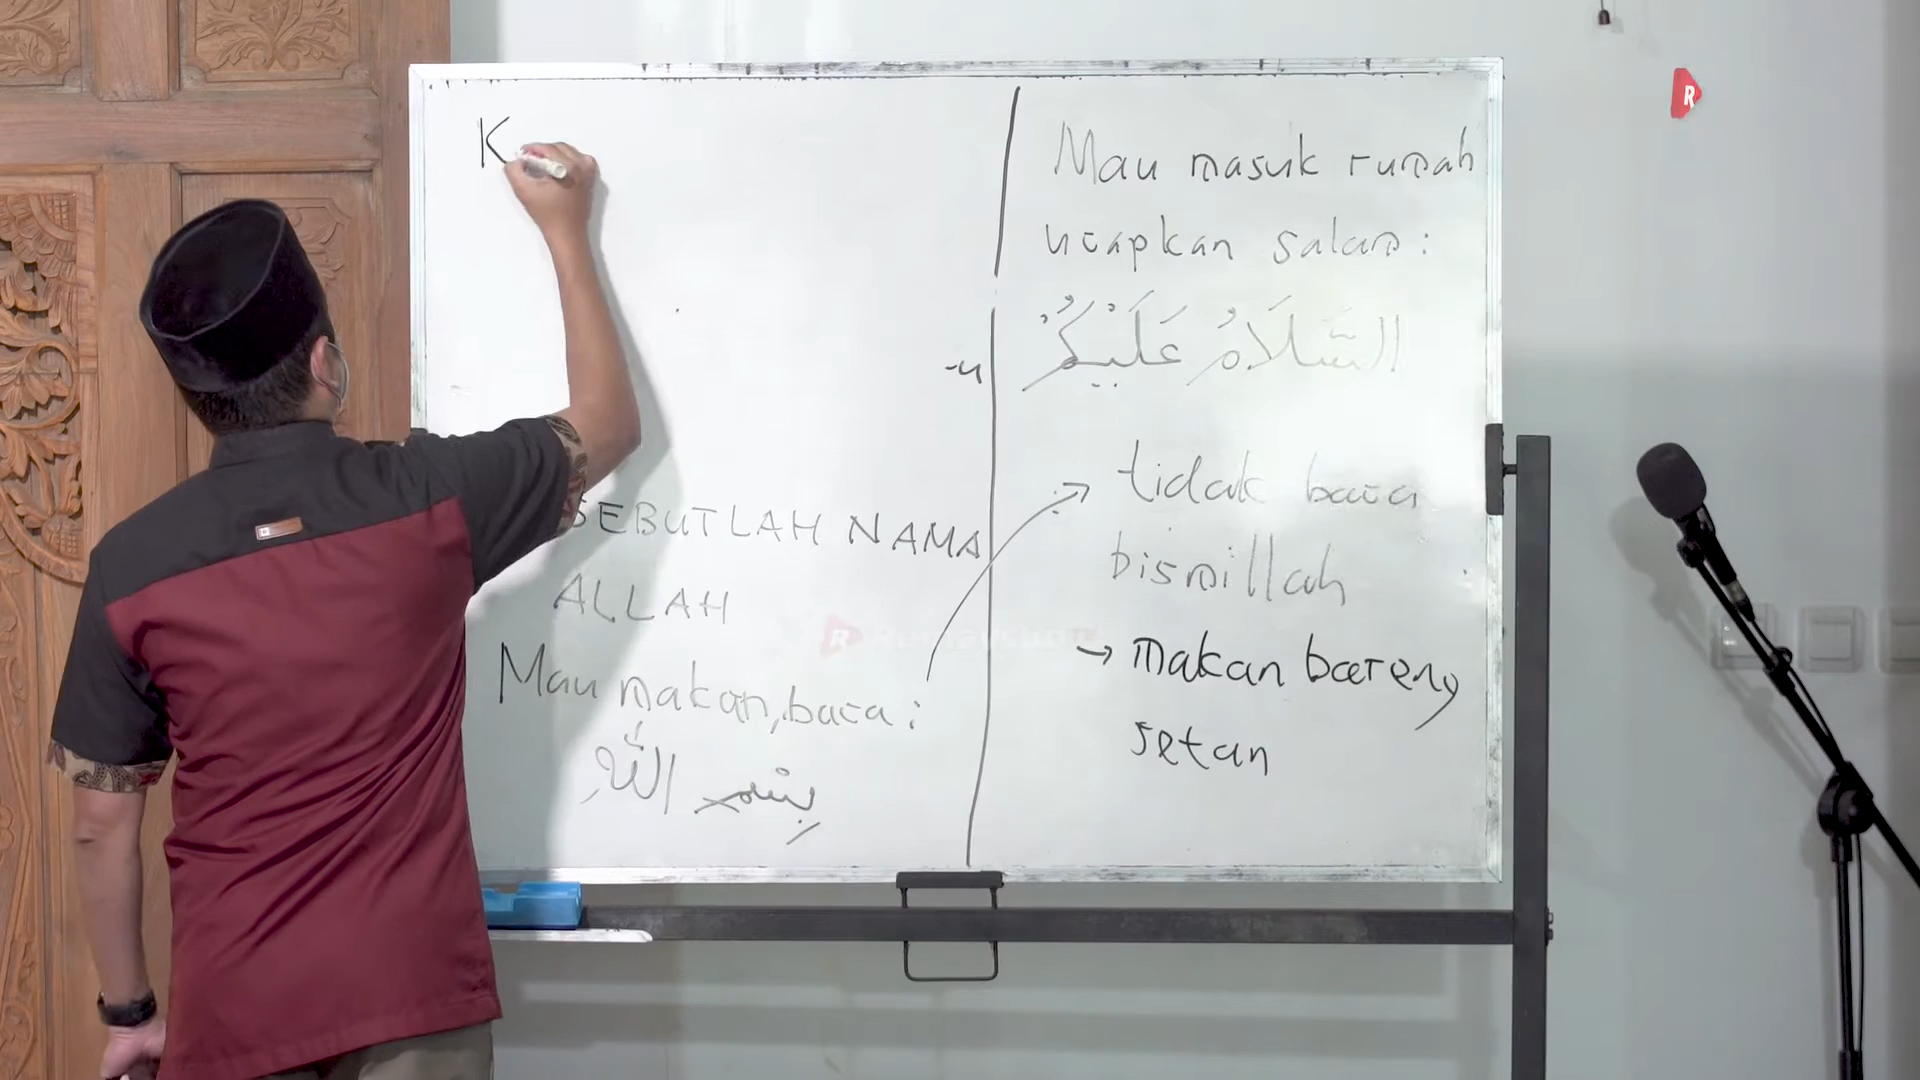 K
SEBUTLAH NAMA
ALLAH
Mau makan, baca:
بِسْمِ اللَّهِ
Mau masuk rumah
ucapkan salam:
السَّلَامُ عَلَيْكُمْ
tidak baca
bismillah
→ makan bareng
setan
R